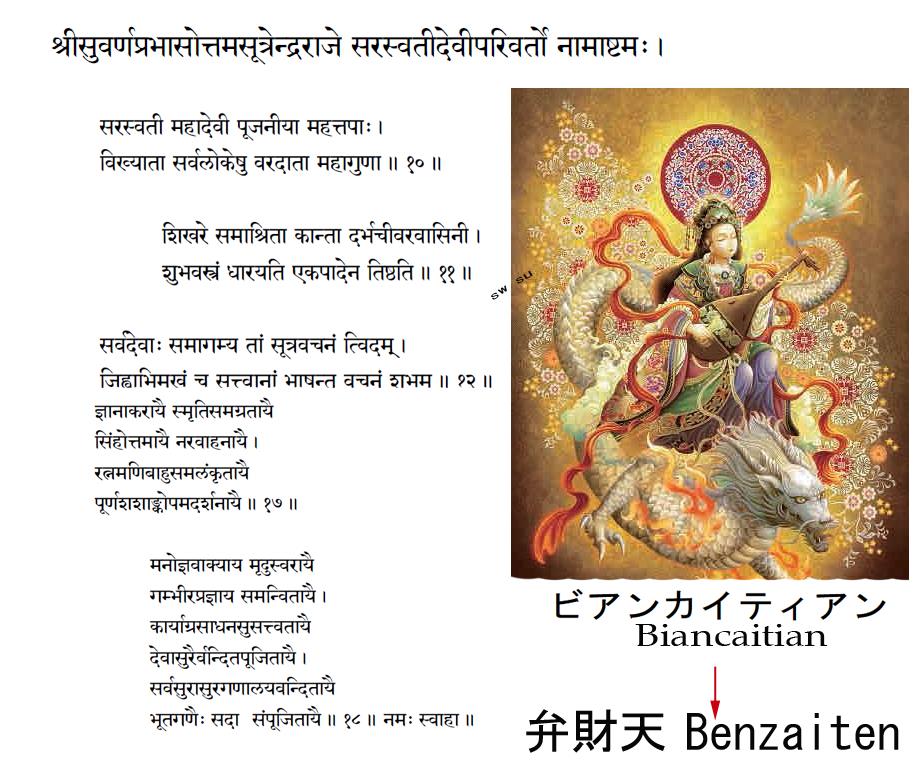 श्रीसुवर्णप्रभासोत्तमसूत्रेन्द्रराजे सरस्वतीदेवीपरिवर्तो नामाष्टमः।
सरस्वती महादेवी पूजनीया महत्तपाः।
विख्याता सर्वलोकेषु वरदाता महागुणा॥ १०॥
शिखरे समाश्रिता कान्ता दर्भचीवरवासिनी।
शुभवस्त्रं धारयति एकपादेन तिष्ठति॥ ११॥
सर्वदेवाः समागम्य तां सूत्रवचनं त्विदम्।
जिह्वाभिमखं च सत्त्वानां भाषन्त वचनं शभम॥ १२॥
ज्ञानाकरायै स्मृतिसमग्रतायै
सिंहोत्तमायै नरवाहनायै।
रत्नमणिबाहुसमलंकृतायै
पूर्णशशाङ्कोपमदर्शनायै॥ १७॥
मनोज्ञवाक्याय मृदुस्वरायै
गम्भीरप्रज्ञाय समन्वितायै।
कार्याग्रसाधनसुसत्त्वतायै
देवासुरैर्वन्दितपूजितायै।
सर्वसुरासुरगणालयवन्दितायै
भूतगणैः सदा संपूजितायै॥ १८॥ नमः स्वाहा॥
sw su
ビアンカイティアン
Biancaitian
弁財天 Benzaiten